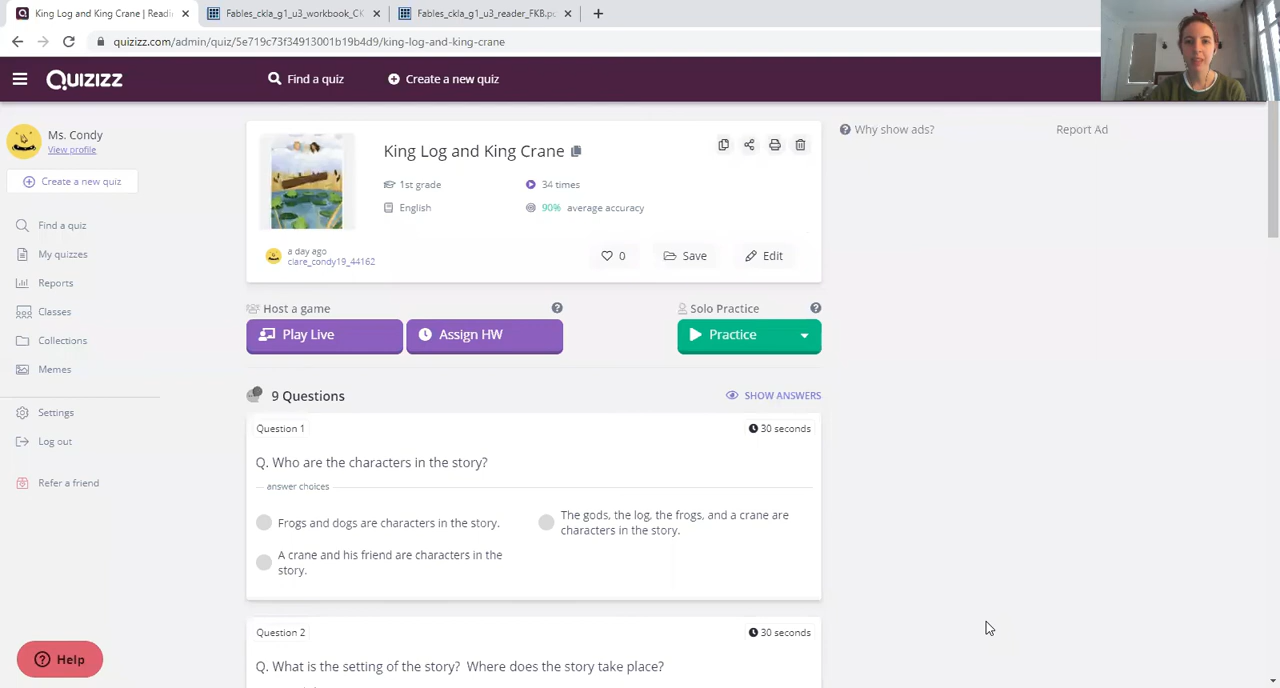 King Log and King Crane | Readi
Fables_ckla_g1_u3_workbook_CK
Fables_ckla_g1_u3_reader_FKB.pd
quizizz.com/admin/quiz/5e719c73f34913001b19b4d9/king-log-and-king-crane
QUIZIZZ
Find a quiz
Create a new quiz
Ms. Condy
View profile
Create a new quiz
Find a quiz
My quizzes
Reports
Classes
Collections
Memes
Settings
Log out
Refer a friend
Help
King Log and King Crane
1st grade
34 times
English
90% average accuracy
a day ago
clare_condy19_44162
0
Save
Edit
Why show ads?
Report Ad
Host a game
Solo Practice
Play Live
Assign HW
Practice
9 Questions
SHOW ANSWERS
Question 1
30 seconds
Q. Who are the characters in the story?
answer choices
Frogs and dogs are characters in the story.
The gods, the log, the frogs, and a crane are
characters in the story.
A crane and his friend are characters in the
story.
Question 2
30 seconds
Q. What is the setting of the story? Where does the story take place?